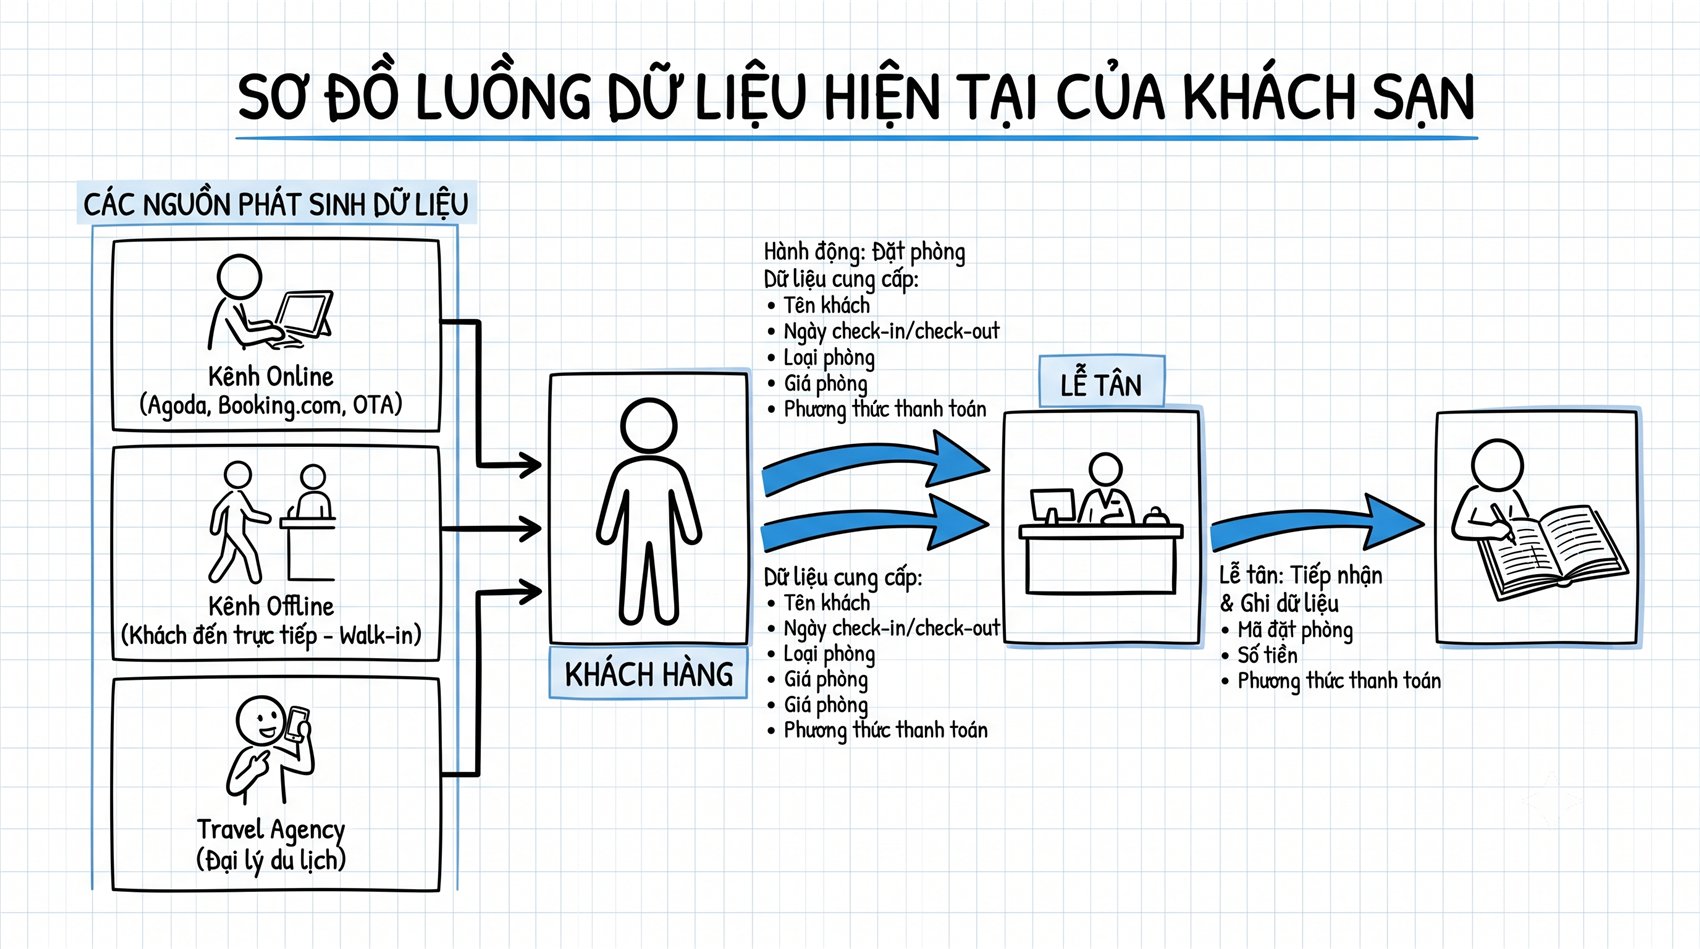 SƠ ĐỒ LUỒNG DỮ LIỆU HIỆN TẠI CỦA KHÁCH SẠN
CÁC NGUỒN PHÁT SINH DỮ LIỆU
Kênh Online
(Agoda, Booking.com, OTA)
Kênh Offline
(Khách đến trực tiếp - Walk-in)
Travel Agency
(Đại lý du lịch)
KHÁCH HÀNG
Hành động: Đặt phòng
Dữ liệu cung cấp:
• Tên khách
• Ngày check-in/check-out
• Loại phòng
• Giá phòng
• Phương thức thanh toán
Dữ liệu cung cấp:
• Tên khách
• Ngày check-in/check-out
• Loại phòng
• Giá phòng
• Giá phòng
• Phương thức thanh toán
LỄ TÂN
Lễ tân: Tiếp nhận
& Ghi dữ liệu
• Mã đặt phòng
• Số tiền
• Phương thức thanh toán